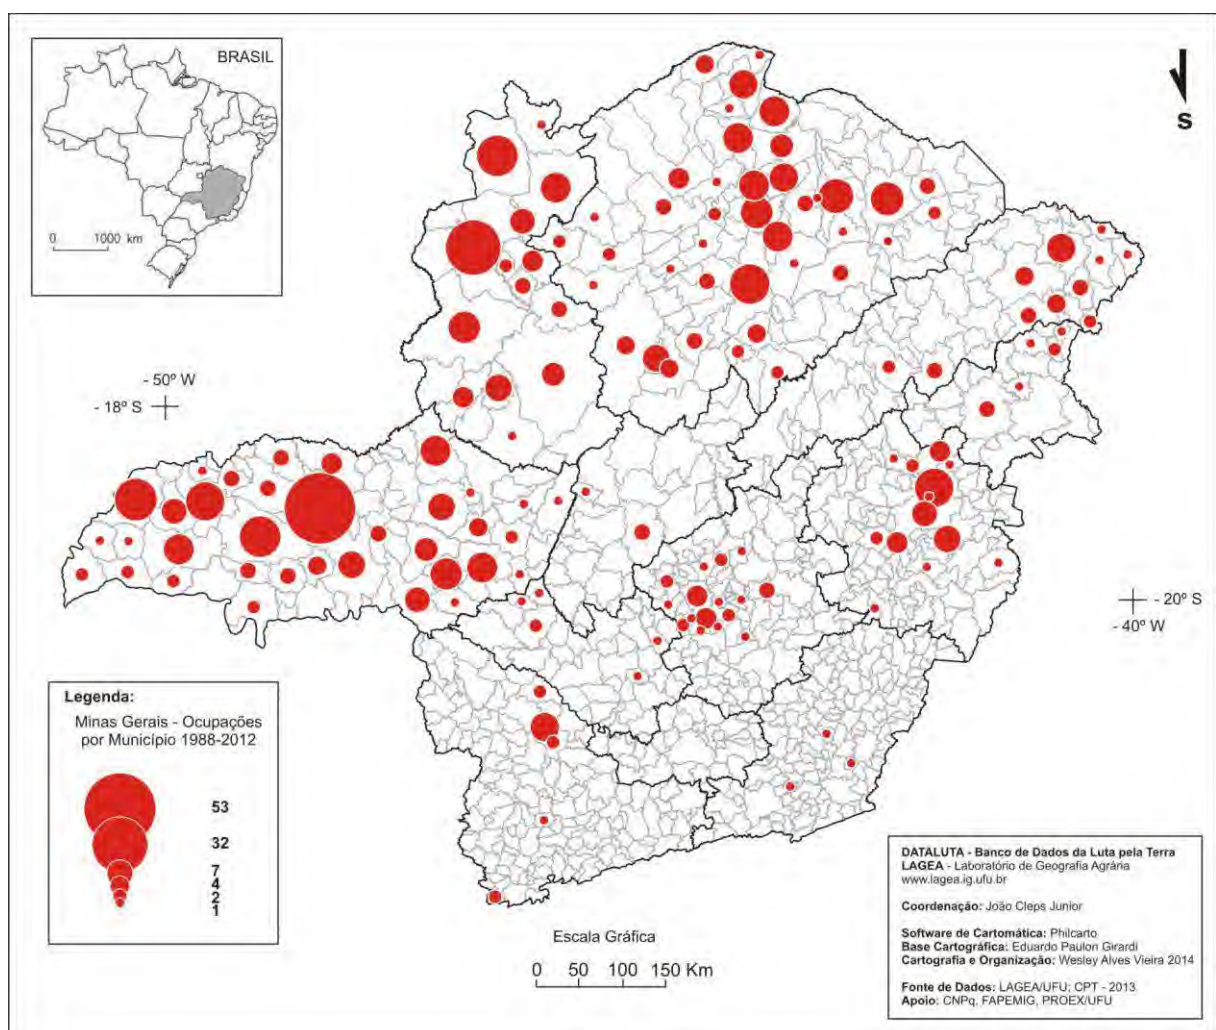 BRASIL
0 1000 km
S
- 50º W
- 18º S
- 20º S
- 40º W
Legenda:
Minas Gerais - Ocupações
por Município 1988-2012
53
32
7
4
2
1
Escala Gráfica
0 50 100 150 Km
DATALUTA - Banco de Dados da Luta pela Terra
LAGEA - Laboratório de Geografia Agrária
www.lagea.ig.ufu.br
Coordenação: João Cleps Junior
Software de Cartomática: Philcarto
Base Cartográfica: Eduardo Paulon Girardi
Cartografia e Organização: Wesley Alves Vieira 2014
Fonte de Dados: LAGEA/UFU; CPT - 2013
Apoio: CNPq, FAPEMIG, PROEX/UFU